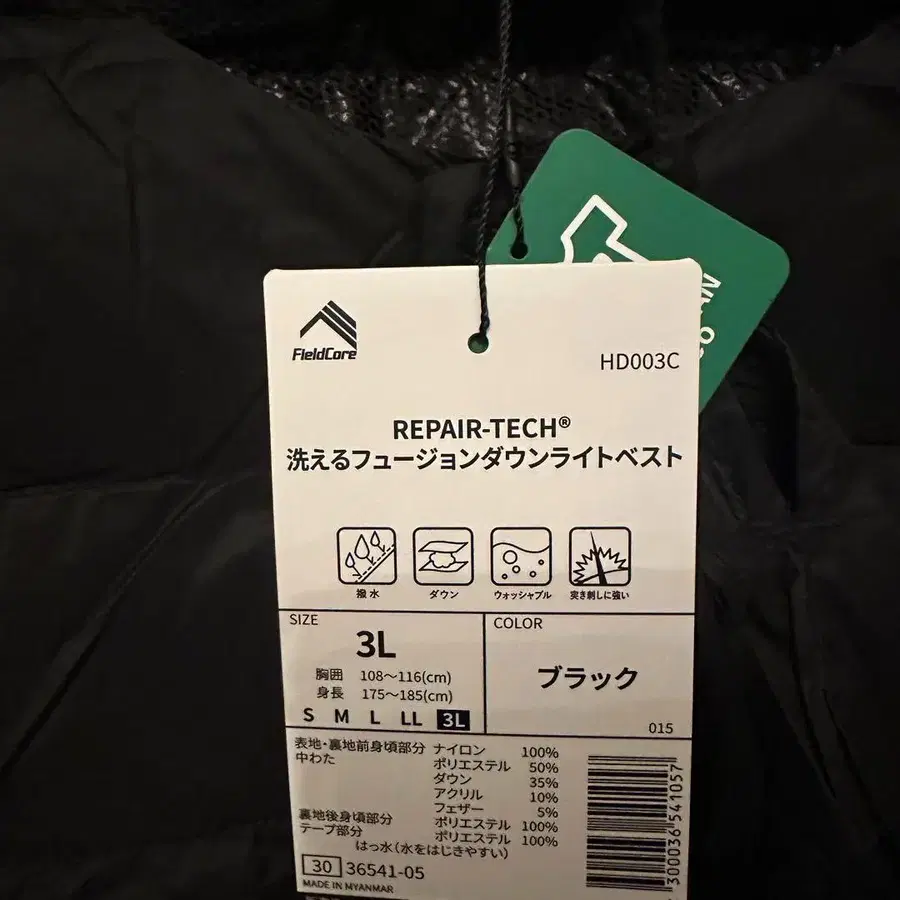 FieldCore
HD003C
REPAIR-TECH®
洗えるフュージョンダウンライトベスト
撥水 ダウン ウォッシャブル 突き刺しに強い
SIZE
3L
胸囲 108～116(cm)
身長 175～185(cm)
S M L LL 3L
COLOR
ブラック
015
表地・裏地前身頃部分 ナイロン 100%
中わた ポリエステル 50%
ダウン 35%
アクリル 10%
フェザー 5%
裏地後身頃部分 ポリエステル 100%
テープ部分 ポリエステル 100%
はっ水(水をはじきやすい)
30 36541-05
MADE IN MYANMAR
300036541057